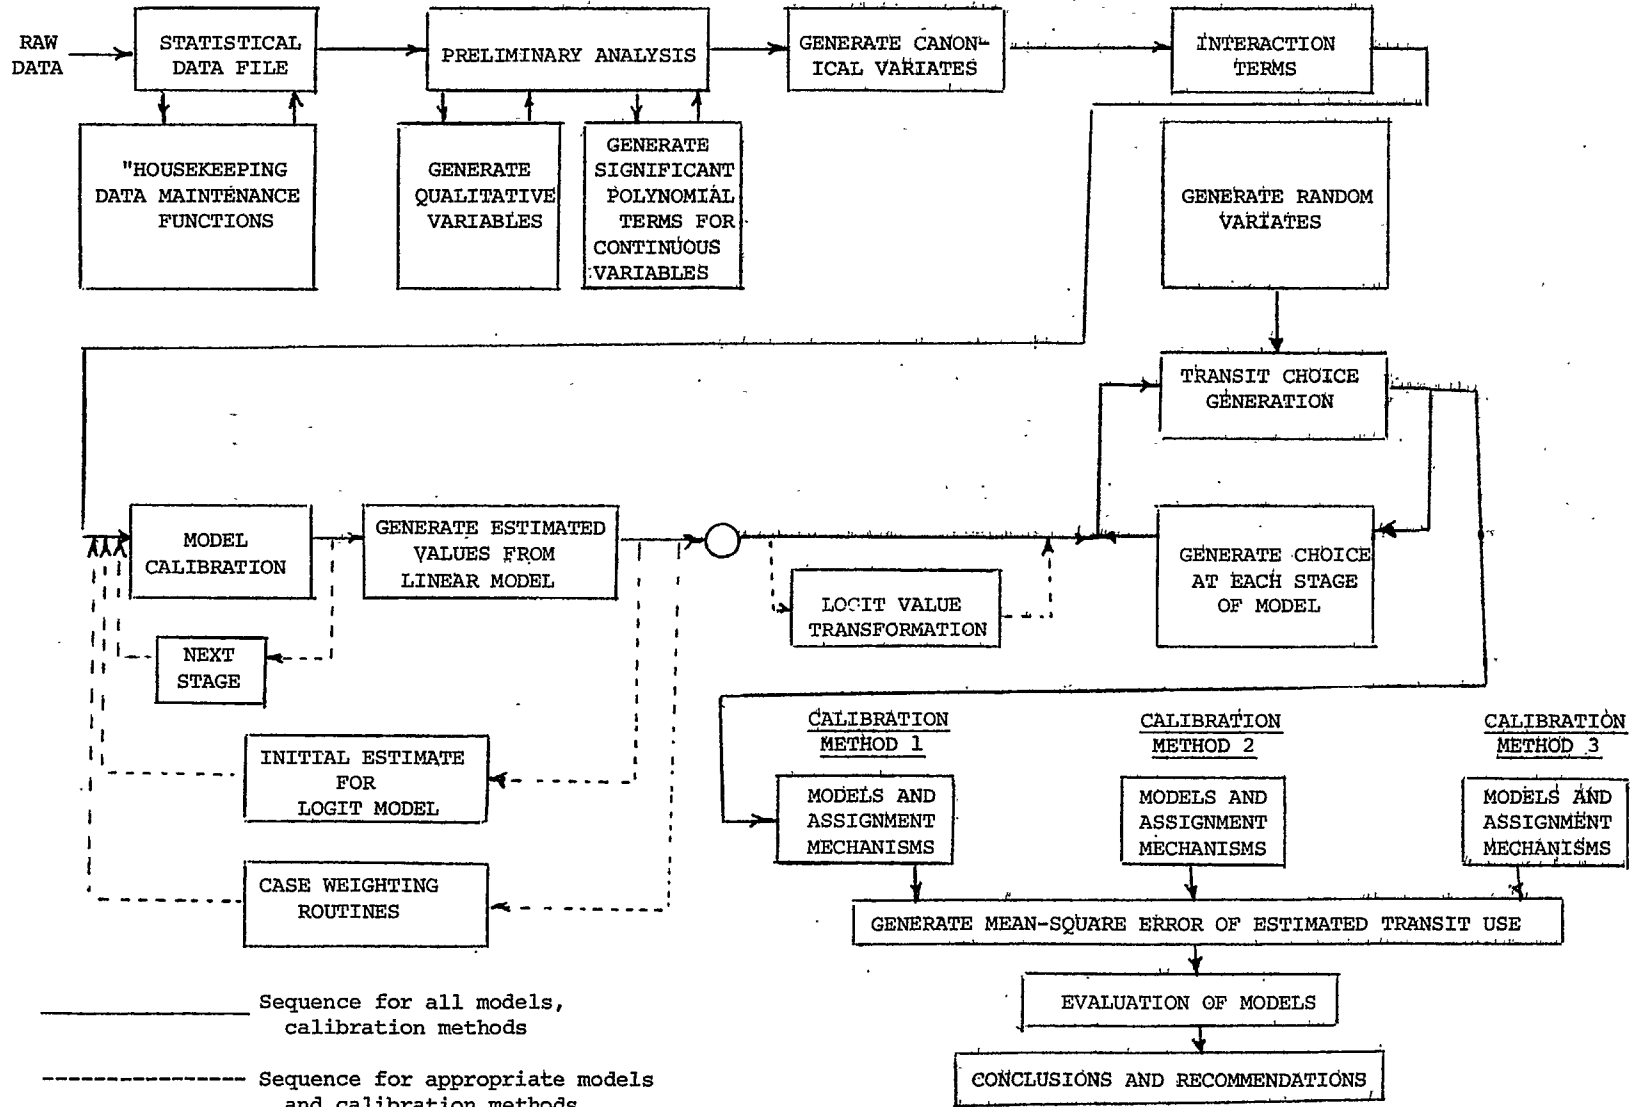 RAW
DATA
STATISTICAL
DATA FILE
PRELIMINARY ANALYSIS
GENERATE CANON-
ICAL VARIATES
INTERACTION
TERMS
"HOUSEKEEPING
DATA MAINTENANCE
FUNCTIONS
GENERATE
QUALITATIVE
VARIABLES
GENERATE
SIGNIFICANT
POLYNOMIAL
TERMS FOR
CONTINUOUS
VARIABLES
GENERATE RANDOM
VARIATES
TRANSIT CHOICE
GENERATION
MODEL
CALIBRATION
GENERATE ESTIMATED
VALUES FROM
LINEAR MODEL
LOGIT VALUE
TRANSFORMATION
GENERATE CHOICE
AT EACH STAGE
OF MODEL
NEXT
STAGE
INITIAL ESTIMATE
FOR
LOGIT MODEL
CASE WEIGHTING
ROUTINES
CALIBRATION
METHOD 1
CALIBRATION
METHOD 2
CALIBRATION
METHOD 3
MODELS AND
ASSIGNMENT
MECHANISMS
MODELS AND
ASSIGNMENT
MECHANISMS
MODELS AND
ASSIGNMENT
MECHANISMS
GENERATE MEAN-SQUARE ERROR OF ESTIMATED TRANSIT USE
EVALUATION OF MODELS
CONCLUSIONS AND RECOMMENDATIONS
Sequence for all models,
calibration methods
Sequence for appropriate models
and calibration methods